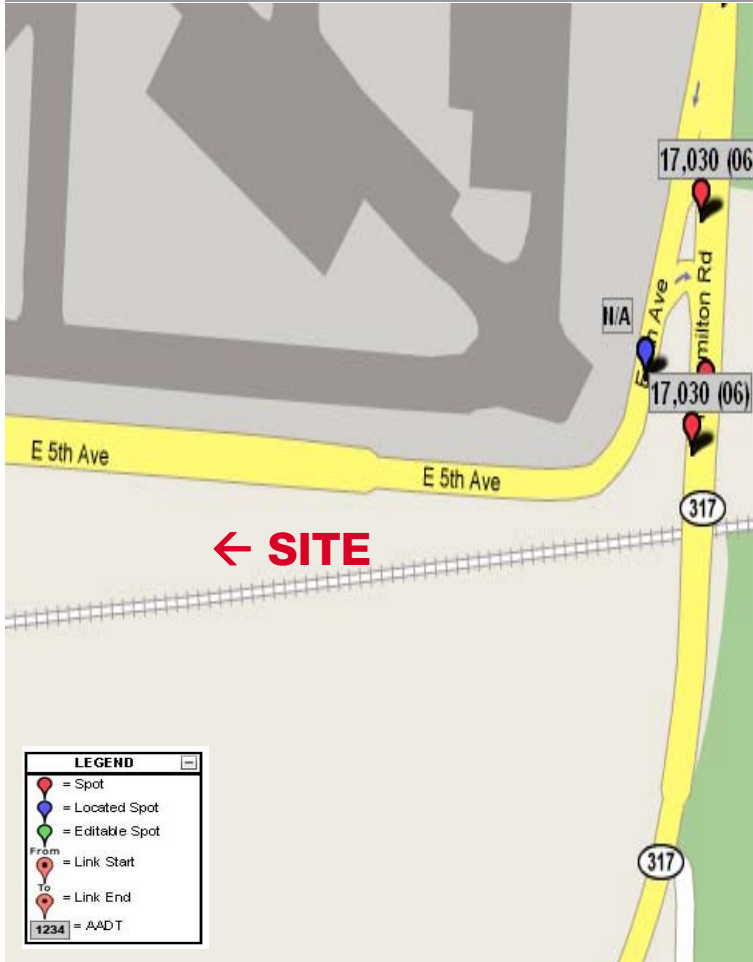 17,030 (06
milton Rd
Ave
N/A
17,030 (06)
E 5th Ave
E 5th Ave
317
← SITE
LEGEND
= Spot
= Located Spot
= Editable Spot
From
= Link Start
To
= Link End
1234 = AADT
317